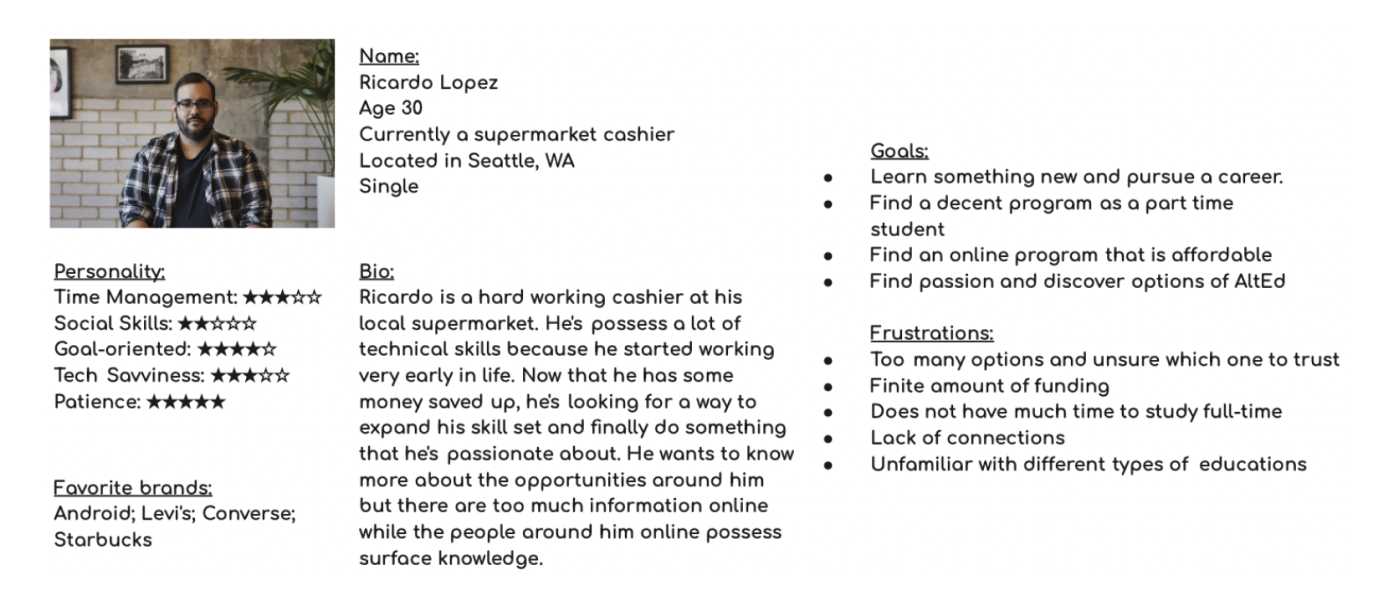 Name:
Ricardo Lopez
Age 30
Currently a supermarket cashier
Located in Seattle, WA
Single
Personality:
Time Management: ★★★☆☆
Social Skills: ★★☆☆☆
Goal-oriented: ★★★★☆
Tech Savviness: ★★★☆☆
Patience: ★★★★★
Favorite brands:
Android; Levi's; Converse;
Starbucks
Bio:
Ricardo is a hard working cashier at his
local supermarket. He's possess a lot of
technical skills because he started working
very early in life. Now that he has some
money saved up, he's looking for a way to
expand his skill set and finally do something
that he's passionate about. He wants to know
more about the opportunities around him
but there are too much information online
while the people around him online possess
surface knowledge.
Goals:
● Learn something new and pursue a career.
● Find a decent program as a part time
student
● Find an online program that is affordable
● Find passion and discover options of AltEd
Frustrations:
● Too many options and unsure which one to trust
● Finite amount of funding
● Does not have much time to study full-time
● Lack of connections
● Unfamiliar with different types of educations